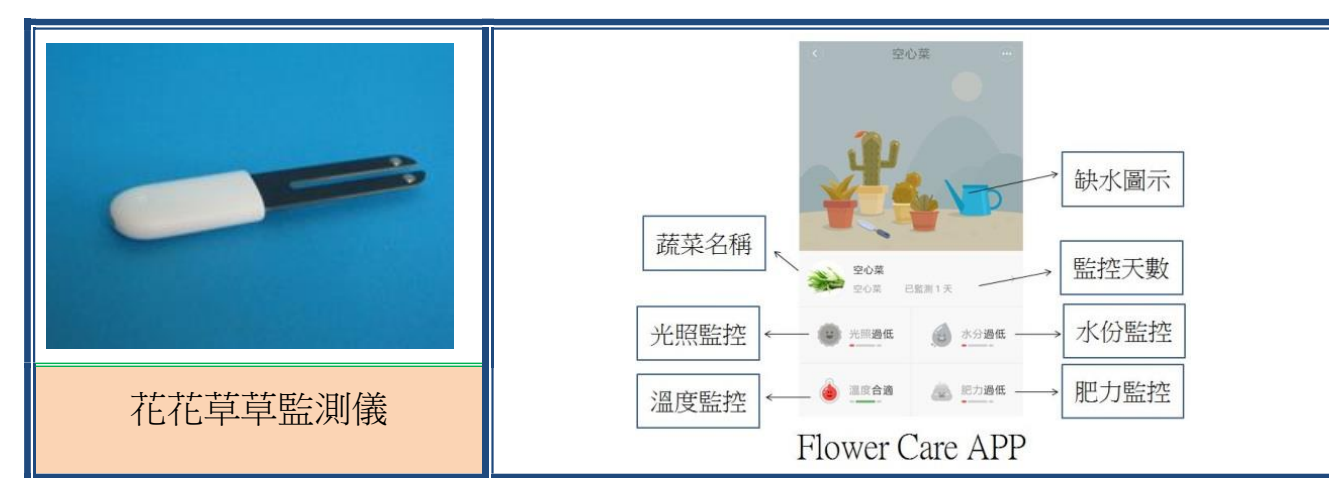 花花草草監測儀
空心菜
缺水圖示
蔬菜名稱
空心菜
空心菜 已監測1天
監控天數
光照監控
光照過低
水分過低
水份監控
溫度監控
溫度合適
肥力過低
肥力監控
Flower Care APP